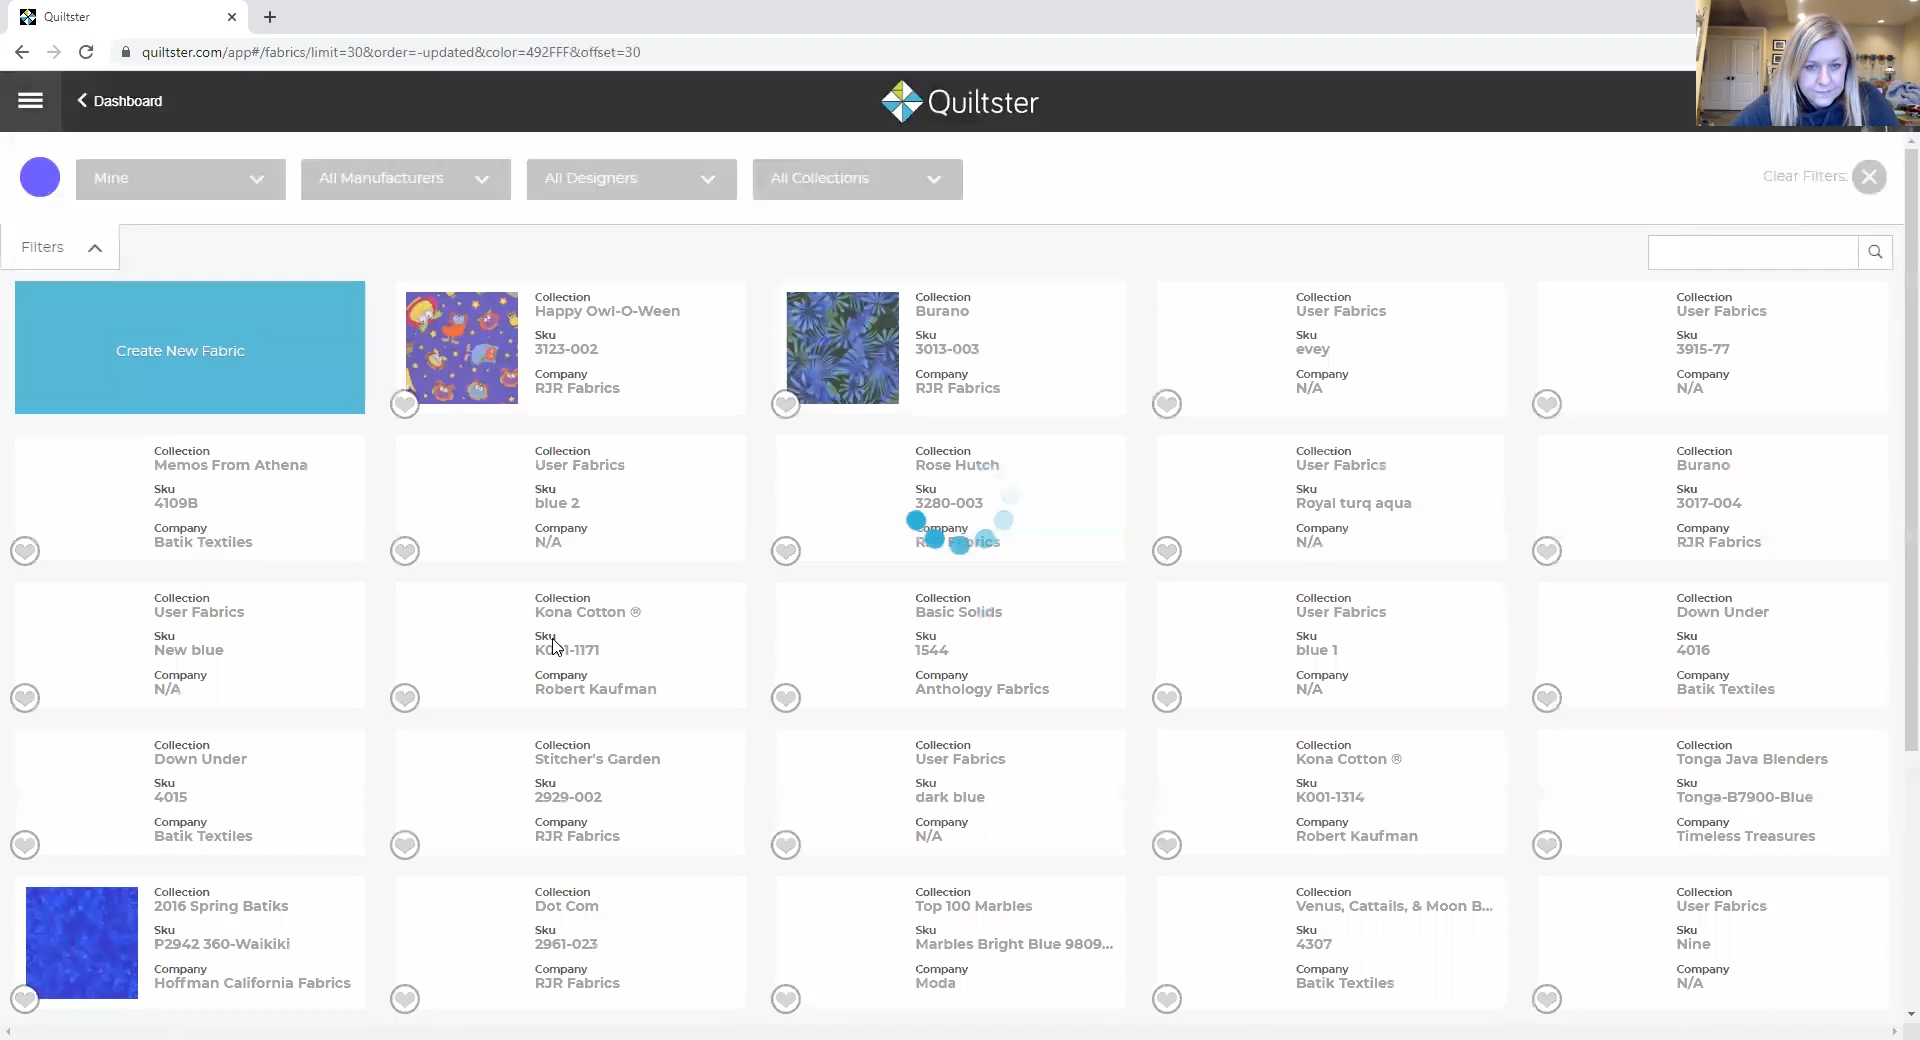 Quiltster
quiltster.com/app#/fabrics/limit=30&order=-updated&color=492FFF&offset=30
Dashboard
Quiltster
Mine
All Manufacturers
All Designers
All Collections
Clear Filters:
Filters
Create New Fabric
Collection
Happy Owl-O-Ween
Sku
3123-002
Company
RJR Fabrics
Collection
Burano
Sku
3013-003
Company
RJR Fabrics
Collection
User Fabrics
Sku
evey
Company
N/A
Collection
User Fabrics
Sku
3915-77
Company
N/A
Collection
Memos From Athena
Sku
4109B
Company
Batik Textiles
Collection
User Fabrics
Sku
blue 2
Company
N/A
Collection
Rose Hutch
Sku
3280-003
Company
RJR Fabrics
Collection
User Fabrics
Sku
Royal turq aqua
Company
N/A
Collection
Burano
Sku
3017-004
Company
RJR Fabrics
Collection
User Fabrics
Sku
New blue
Company
N/A
Collection
Kona Cotton ®
Sku
K001-1171
Company
Robert Kaufman
Collection
Basic Solids
Sku
1544
Company
Anthology Fabrics
Collection
User Fabrics
Sku
blue 1
Company
N/A
Collection
Down Under
Sku
4016
Company
Batik Textiles
Collection
Down Under
Sku
4015
Company
Batik Textiles
Collection
Stitcher's Garden
Sku
2929-002
Company
RJR Fabrics
Collection
User Fabrics
Sku
dark blue
Company
N/A
Collection
Kona Cotton ®
Sku
K001-1314
Company
Robert Kaufman
Collection
Tonga Java Blenders
Sku
Tonga-B7900-Blue
Company
Timeless Treasures
Collection
2016 Spring Batiks
Sku
P2942 360-Waikiki
Company
Hoffman California Fabrics
Collection
Dot Com
Sku
2961-023
Company
RJR Fabrics
Collection
Top 100 Marbles
Sku
Marbles Bright Blue 9809...
Company
Moda
Collection
Venus, Cattails, & Moon B...
Sku
4307
Company
Batik Textiles
Collection
User Fabrics
Sku
Nine
Company
N/A